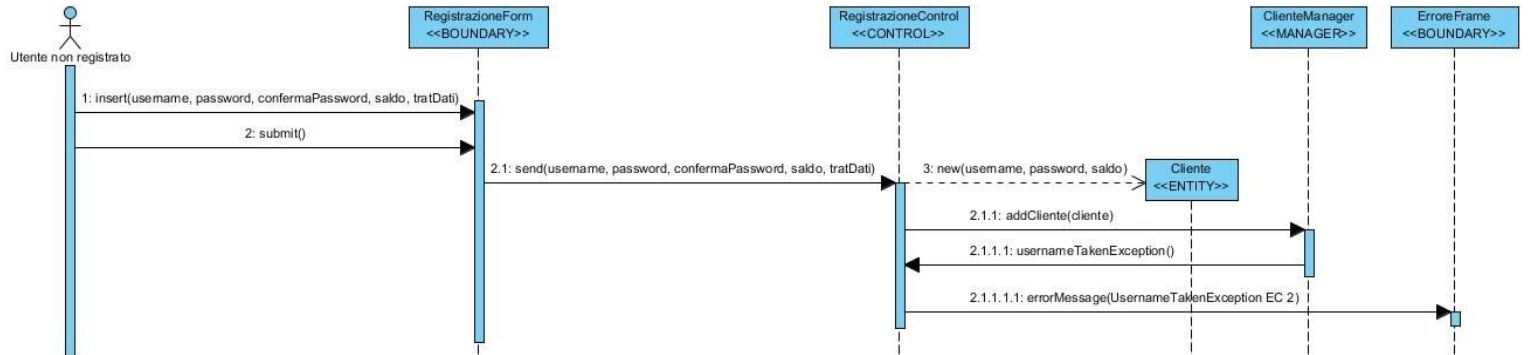 RegistrazioneForm
<<BOUNDARY>>
RegistrazioneControl
<<CONTROL>>
ClienteManager
<<MANAGER>>
ErroreFrame
<<BOUNDARY>>
Utente non registrato
1: insert(username, password, confermaPassword, saldo, tratDati)
2: submit()
2.1: send(username, password, confermaPassword, saldo, tratDati)
3: new(username, password, saldo)
Cliente
<<ENTITY>>
2.1.1: addCliente(cliente)
2.1.1.1: usernameTakenException()
2.1.1.1.1: errorMessage(UsernameTakenException EC 2)